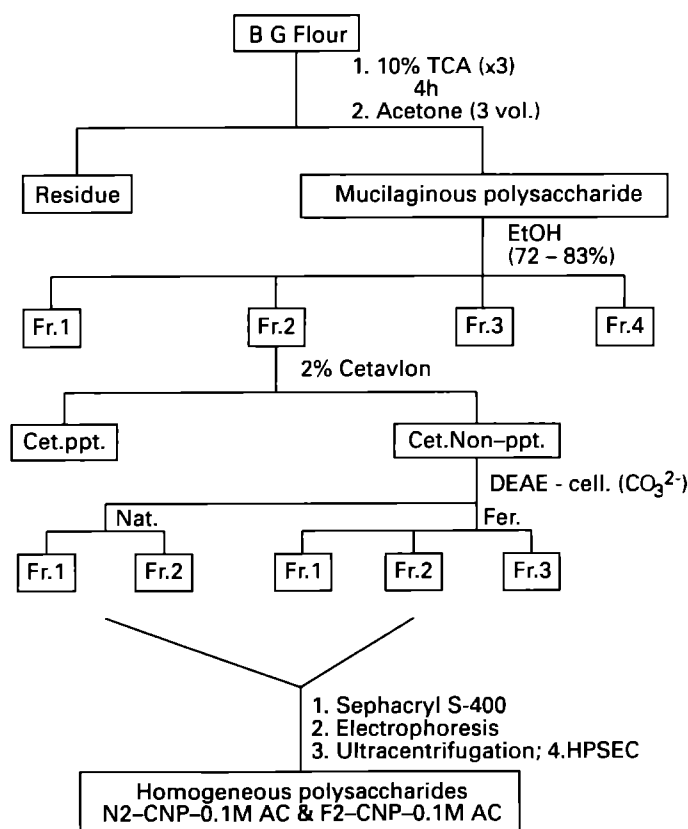 B G Flour
1. 10% TCA (x3)
4h
2. Acetone (3 vol.)
Residue
Mucilaginous polysaccharide
EtOH
(72 – 83%)
Fr.1
Fr.2
Fr.3
Fr.4
2% Cetavlon
Cet.ppt.
Cet.Non–ppt.
DEAE - cell. (CO₃²⁻)
Nat.
Fer.
Fr.1
Fr.2
Fr.1
Fr.2
Fr.3
1. Sephacryl S-400
2. Electrophoresis
3. Ultracentrifugation; 4.HPSEC
Homogeneous polysaccharides
N2–CNP–0.1M AC & F2–CNP–0.1M AC